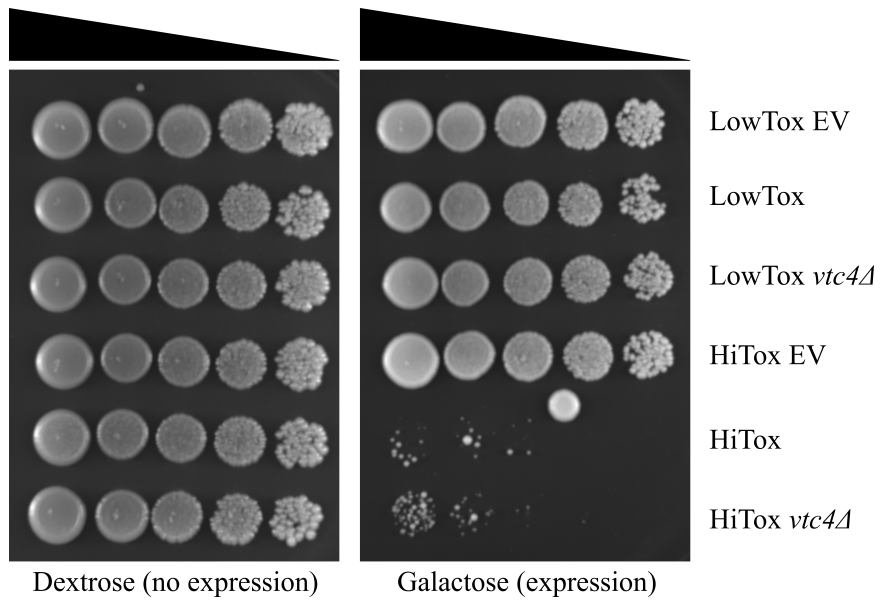 LowTox EV
LowTox
LowTox vtc4Δ
HiTox EV
HiTox
HiTox vtc4Δ
Dextrose (no expression)
Galactose (expression)